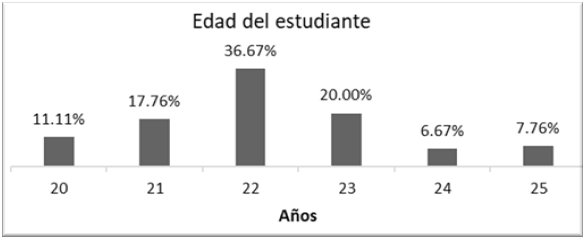 Edad del estudiante
36.67%
20.00%
17.76%
11.11%
6.67%
7.76%
20 21 22 23 24 25
Años